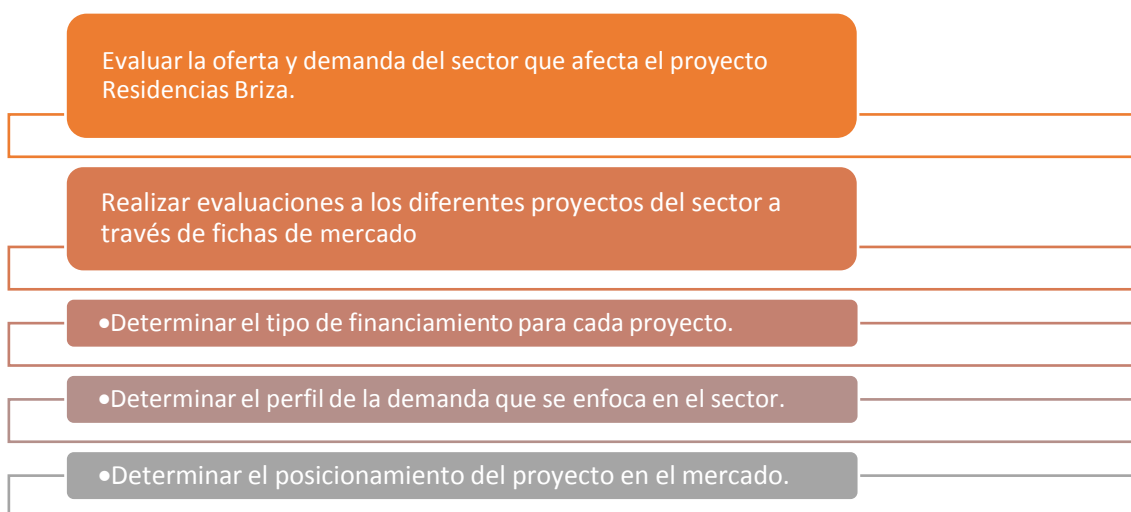 Evaluar la oferta y demanda del sector que afecta el proyecto
Residencias Briza.
Realizar evaluaciones a los diferentes proyectos del sector a
través de fichas de mercado
•Determinar el tipo de financiamiento para cada proyecto.
•Determinar el perfil de la demanda que se enfoca en el sector.
•Determinar el posicionamiento del proyecto en el mercado.